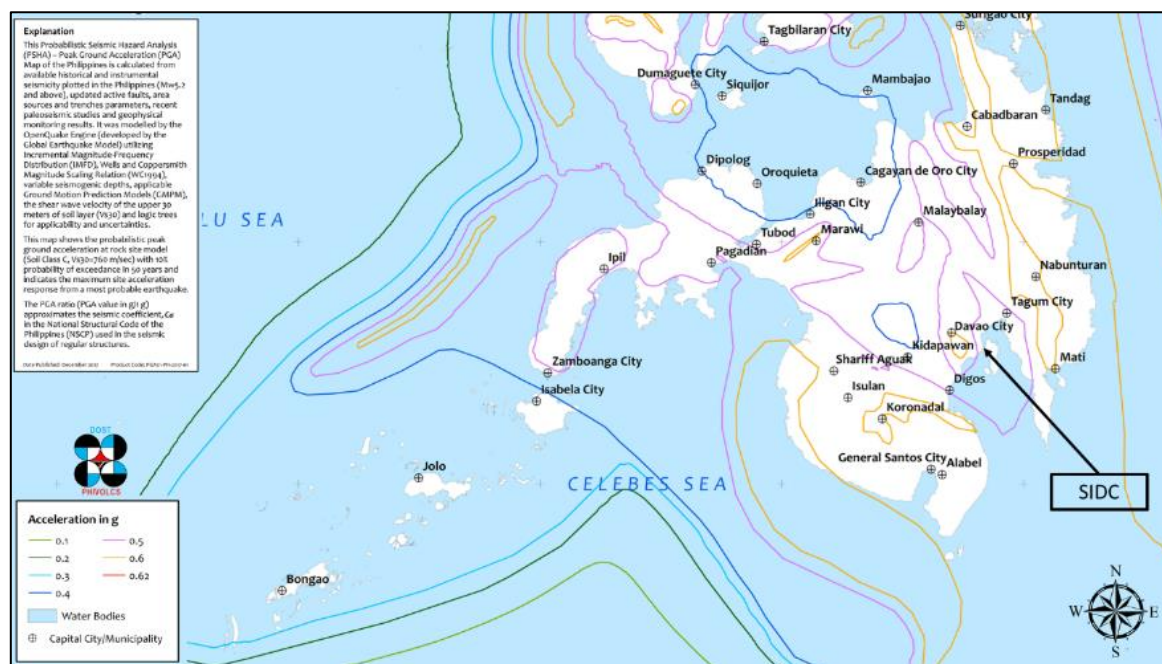 Explanation
This Probabilistic Seismic Hazard Analysis
(PSHA) – Peak Ground Acceleration (PGA)
Map of the Philippines is calculated from
available historical and instrumental
seismicity plotted in the Philippines (Mw5.2
and above), updated active faults, area
sources and trenches parameters, recent
paleoseismic studies and geophysical
monitoring results. It was modelled by the
OpenQuake Engine (developed by the
Global Earthquake Model) utilizing
Incremental Magnitude-Frequency
Distribution (IMFD), Wells and Coppersmith
Magnitude Scaling Relation (WC1994),
variable seismogenic depths, applicable
Ground Motion Prediction Models (GMPM),
the shear wave velocity of the upper 30
meters of soil layer (Vs30) and logic trees
for applicability and uncertainties.
This map shows the probabilistic peak
ground acceleration at rock site model
(Soil Class C, Vs30=760 m/sec) with 10%
probability of exceedance in 50 years and
indicates the maximum site acceleration
response from a most probable earthquake.
The PGA ratio (PGA value in g/1 g)
approximates the seismic coefficient, Ca
in the National Structural Code of the
Philippines (NSCP) used in the seismic
design of regular structures.
Date Published: December 2017 Product Code:
Surigao City
Tagbilaran City
Dumaguete City
Siquijor
Mambajao
Tandag
Cabadbaran
Prosperidad
Dipolog
Oroquieta
Cagayan de Oro City
Iligan City
LU SEA
Malaybalay
Tubod
Marawi
Pagadian
Ipil
Nabunturan
Tagum City
Davao City
Kidapawan
Shariff Aguak
Mati
Zamboanga City
Isabela City
Isulan
Digos
Koronadal
DOST
PHIVOLCS
Jolo
CELEBES SEA
General Santos City
Alabel
SIDC
Acceleration in g
0.1 0.5
0.2 0.6
0.3 0.62
0.4
Water Bodies
Capital City/Municipality
Bongao
N
W E
S